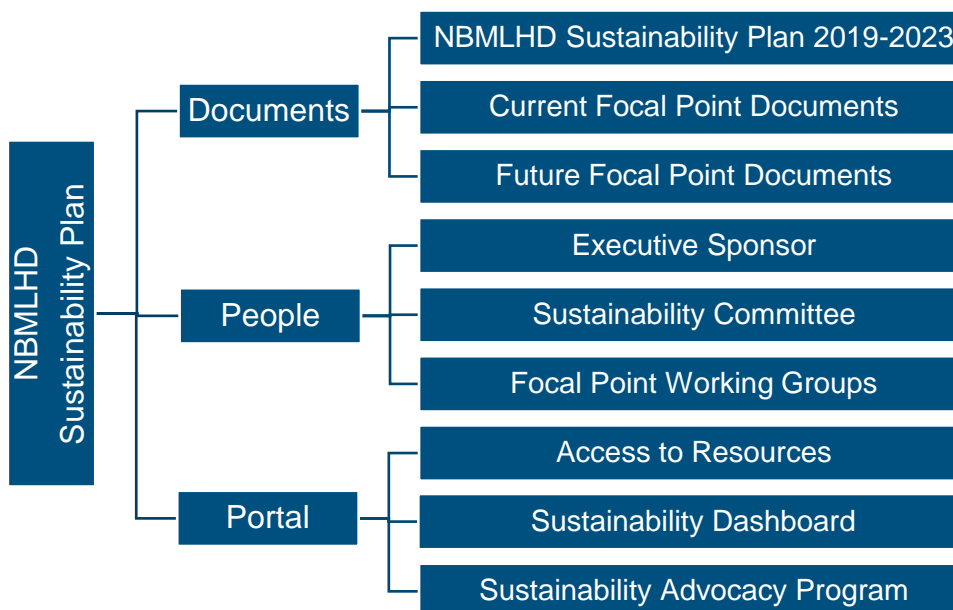 NBMLHD
Sustainability Plan
Documents
NBMLHD Sustainability Plan 2019-2023
Current Focal Point Documents
Future Focal Point Documents
People
Executive Sponsor
Sustainability Committee
Focal Point Working Groups
Portal
Access to Resources
Sustainability Dashboard
Sustainability Advocacy Program